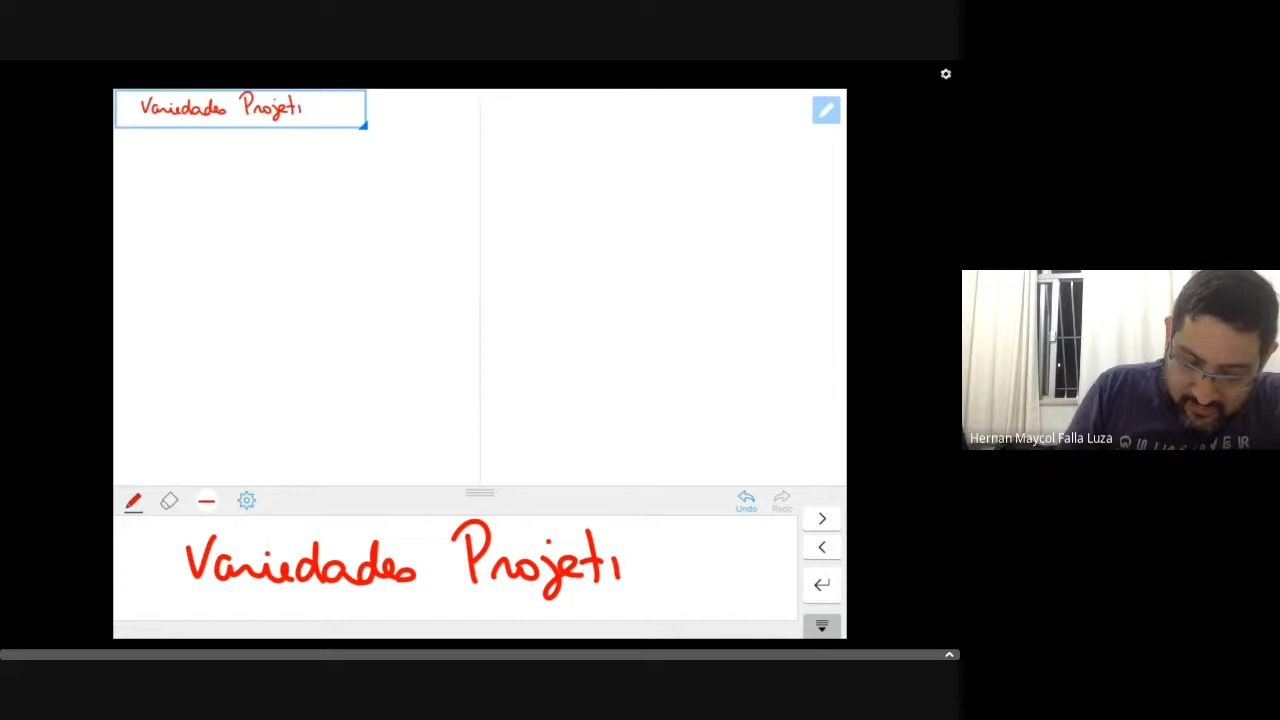 Variedades Projeti
Undo
Redo
Variedades Projeti
Hernan Maycol Falla Luza